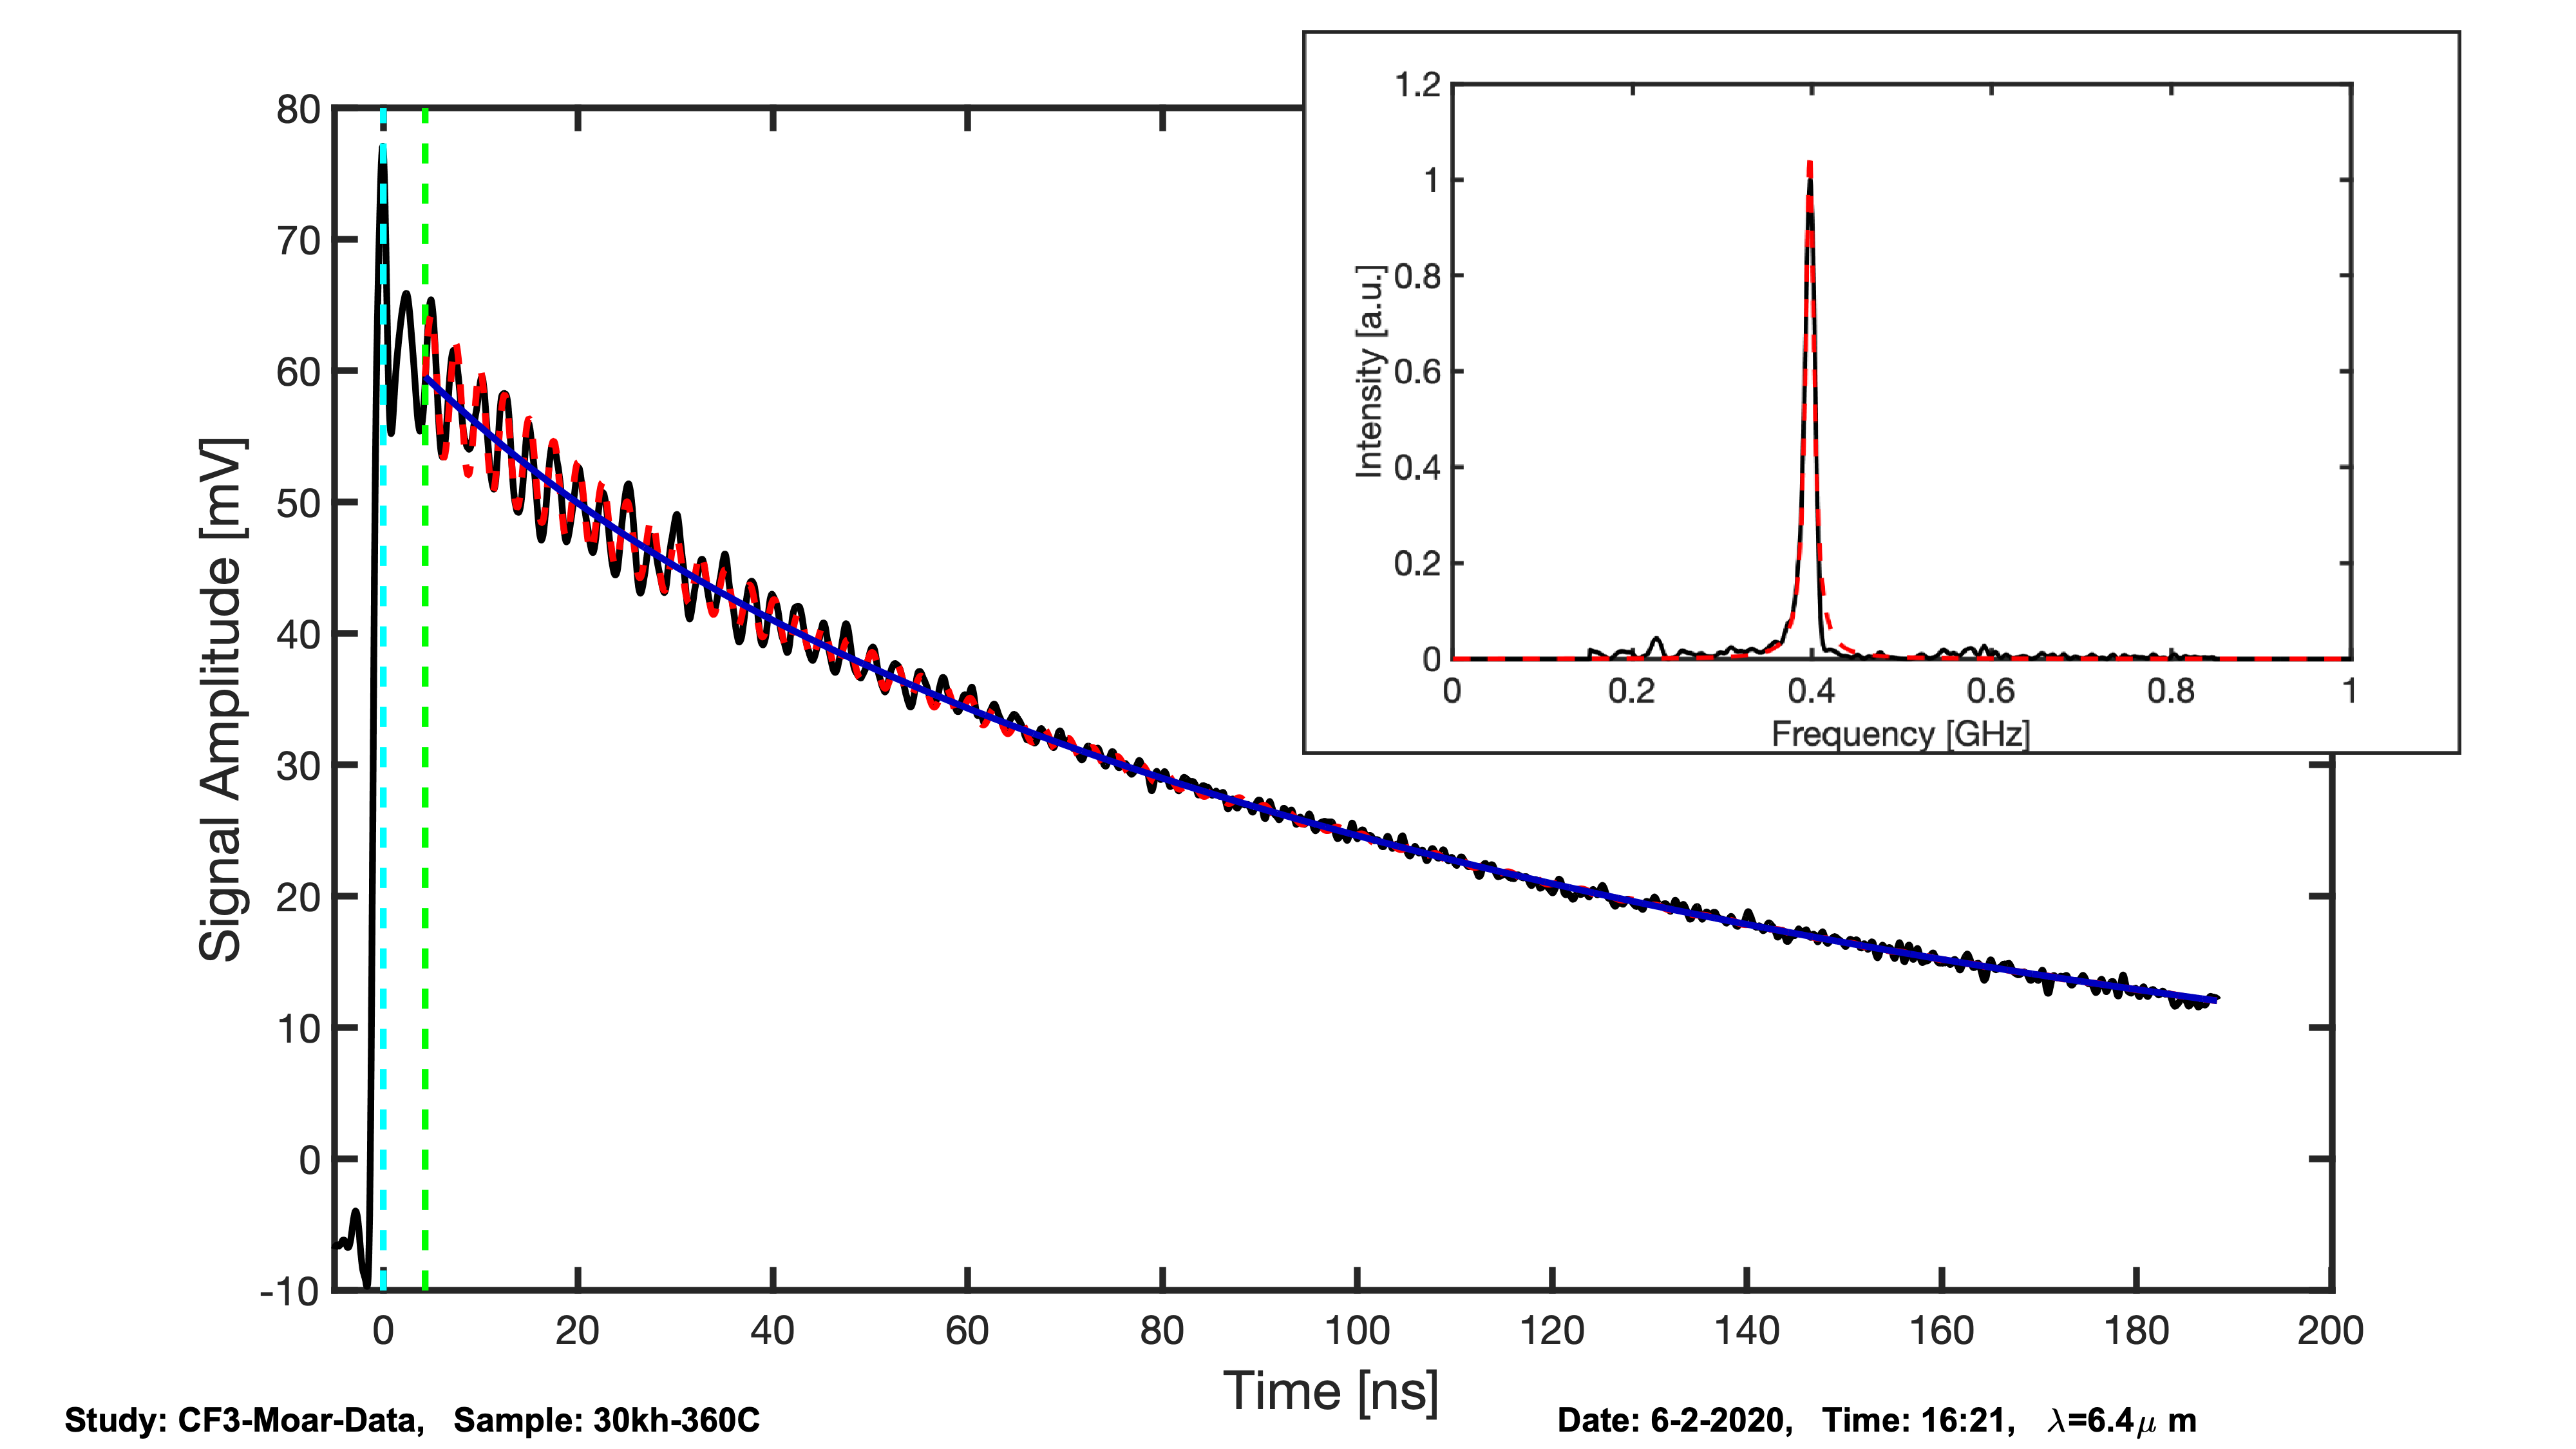 1.2
1
0.8
0.6
0.4
0.2
0
Intensity [a.u.]
0 0.2 0.4 0.6 0.8 1
Frequency [GHz]
80
70
60
50
40
30
20
10
0
-10
Signal Amplitude [mV]
0 20 40 60 80 100 120 140 160 180 200
Time [ns]
Study: CF3-Moar-Data, Sample: 30kh-360C
Date: 6-2-2020, Time: 16:21, λ=6.4μ m